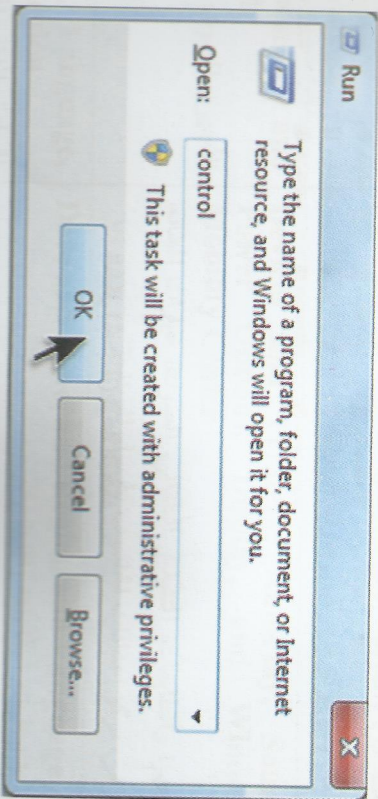 Run
Type the name of a program, folder, document, or Internet
resource, and Windows will open it for you.
Open: control
This task will be created with administrative privileges.
OK Cancel Browse...